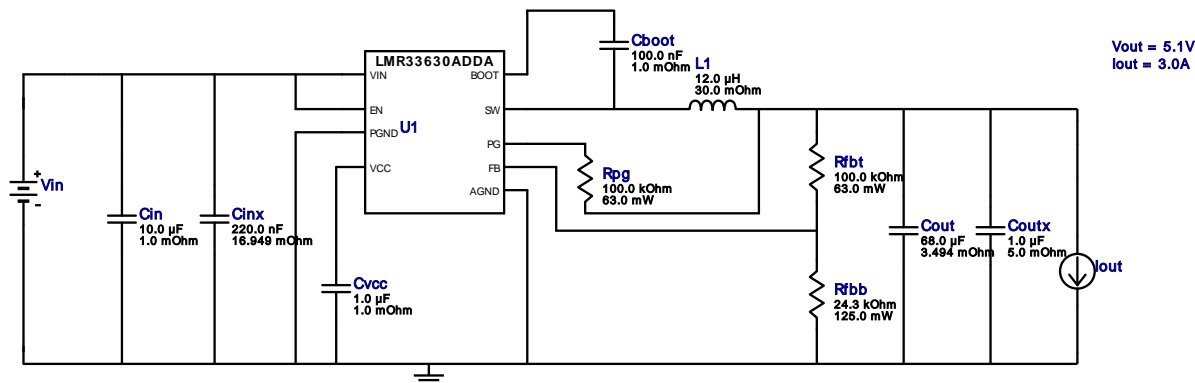 Cboot
100.0 nF
1.0 mOhm
L1
12.0 µH
30.0 mOhm
Vout = 5.1V
Iout = 3.0A
LMR33630ADDA
VIN
BOOT
EN
SW
PGND
U1
PG
VCC
FB
AGND
Rpg
100.0 kOhm
63.0 mW
Rfbt
100.0 kOhm
63.0 mW
+
Vin
-
Cin
10.0 µF
1.0 mOhm
Cinx
220.0 nF
16.949 mOhm
Cout
68.0 µF
3.494 mOhm
Coutx
1.0 µF
5.0 mOhm
Iout
Cvcc
1.0 µF
1.0 mOhm
Rfbb
24.3 kOhm
125.0 mW